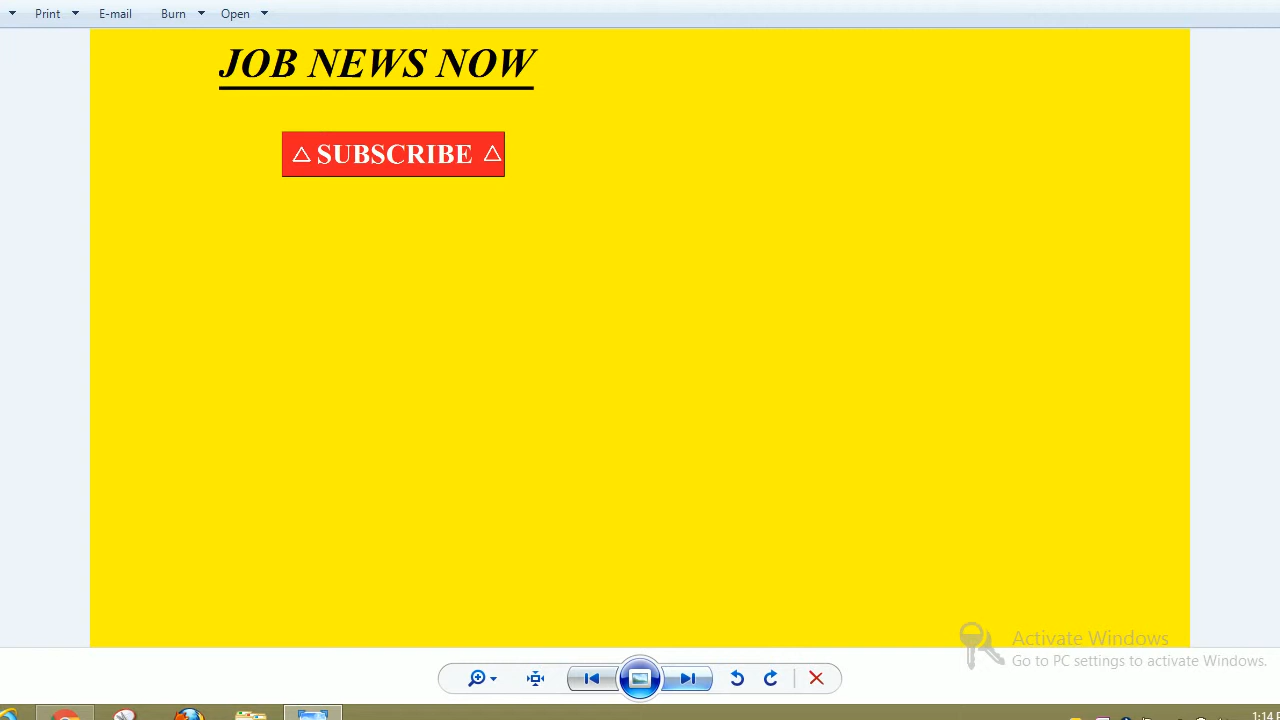 Print E-mail Burn Open
JOB NEWS NOW
△ SUBSCRIBE △
Activate Windows
Go to PC settings to activate Windows.